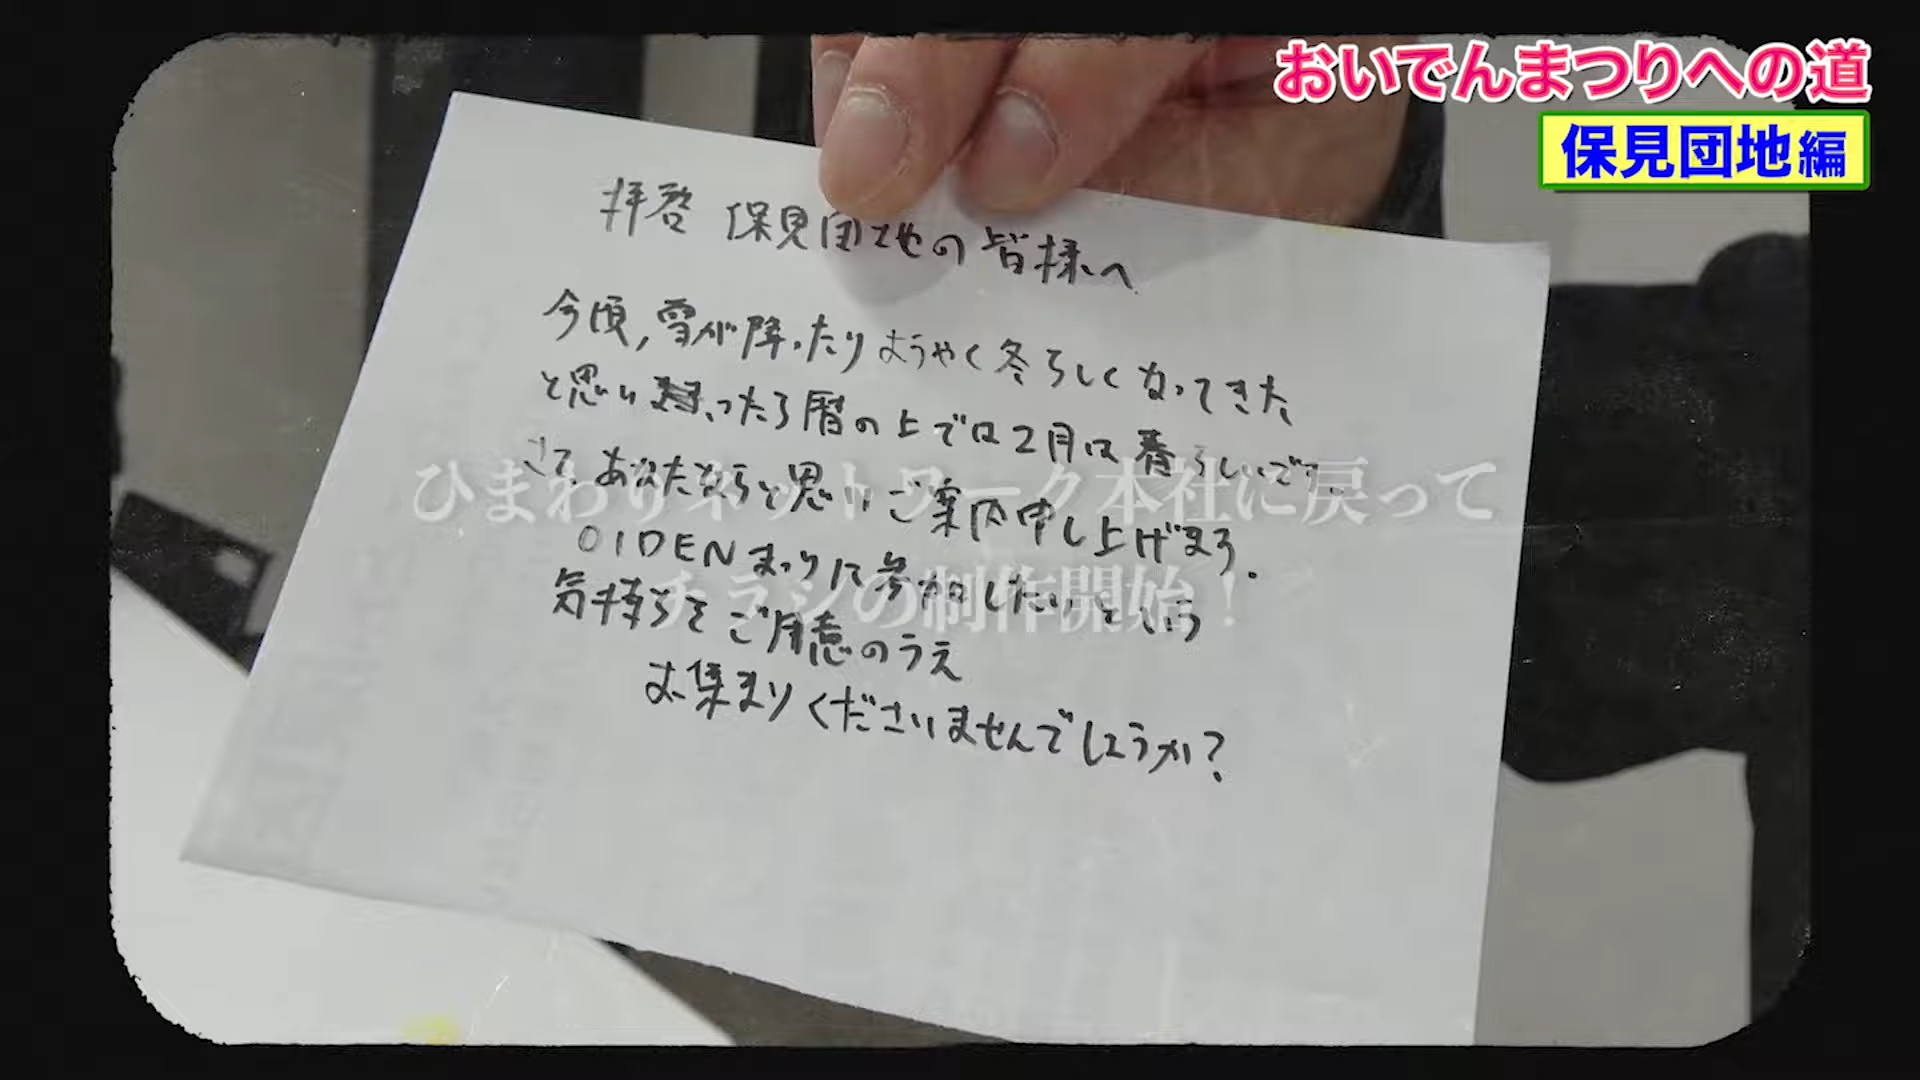 おいでんまつりへの道
保見団地編
拝啓 保見団地の皆様へ
今頃,雪が降ったりようやく冬らしくなってきた
と思い きったら暦の上では2月は春らしいです.
さて、あなたならと思い ご案内申し上げます.
OIDENまつりに参加したいという
気持ちをご用意のうえ
お集まりくださいませんでしょうか?
ひまわりネットワーク本社に戻って
チラシの制作開始!